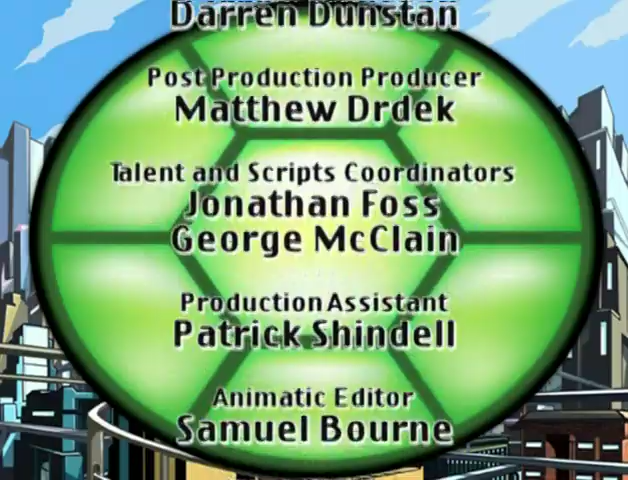 Darren Dunstan
Post Production Producer
Matthew Drdek
Talent and Scripts Coordinators
Jonathan Foss
George McClain
Production Assistant
Patrick Shindell
Animatic Editor
Samuel Bourne